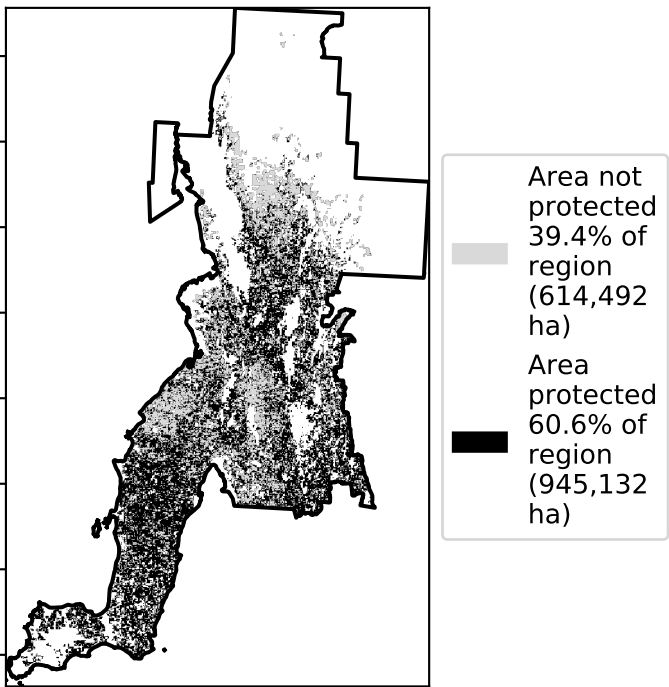 Area not
protected
39.4% of
region
(614,492
ha)
Area
protected
60.6% of
region
(945,132
ha)